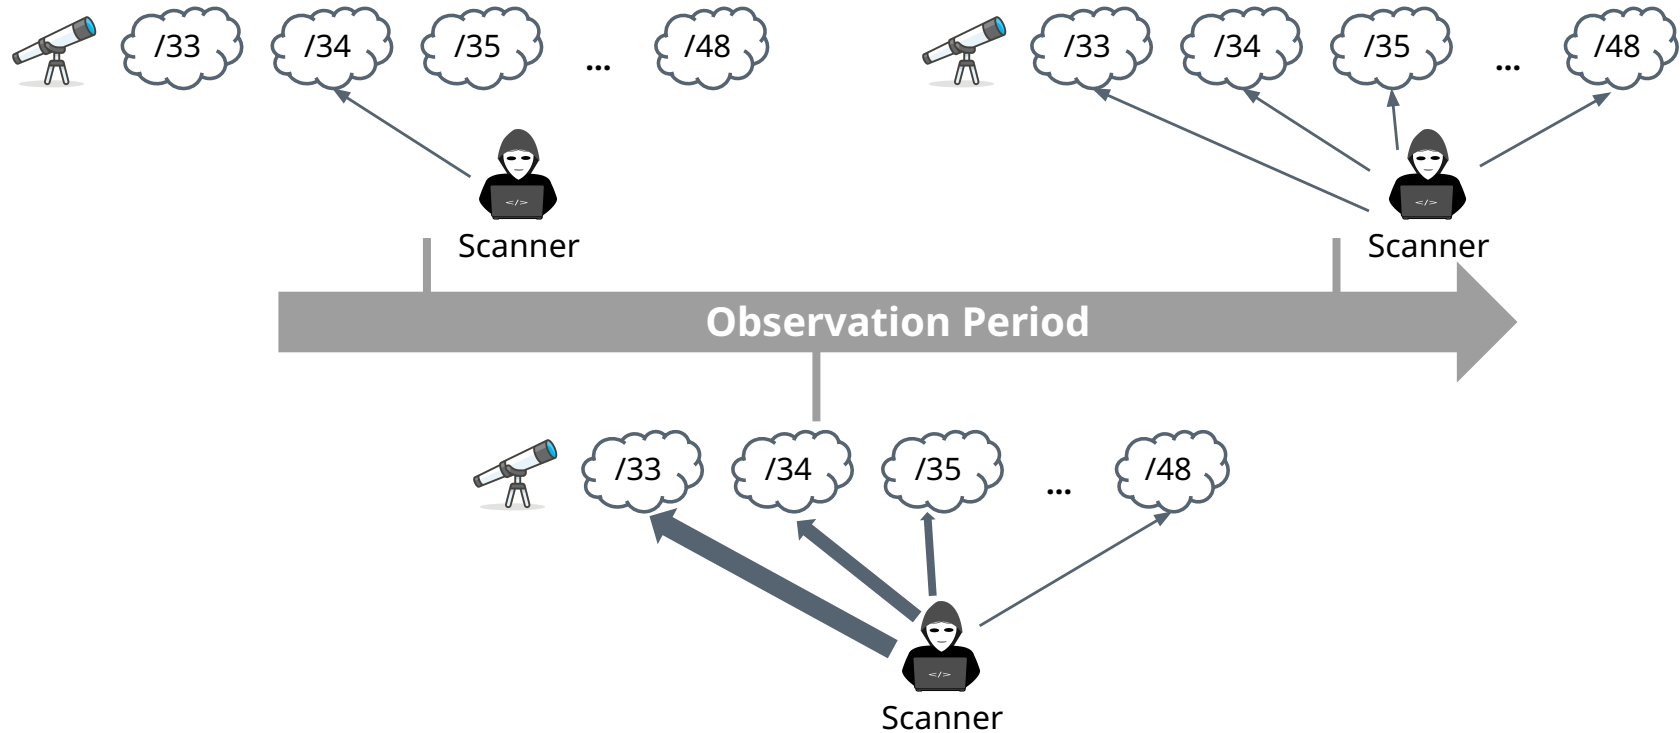 /33 /34 /35 ... /48
</>
Scanner
/33 /34 /35 ... /48
</>
Scanner
Observation Period
/33 /34 /35 ... /48
</>
Scanner